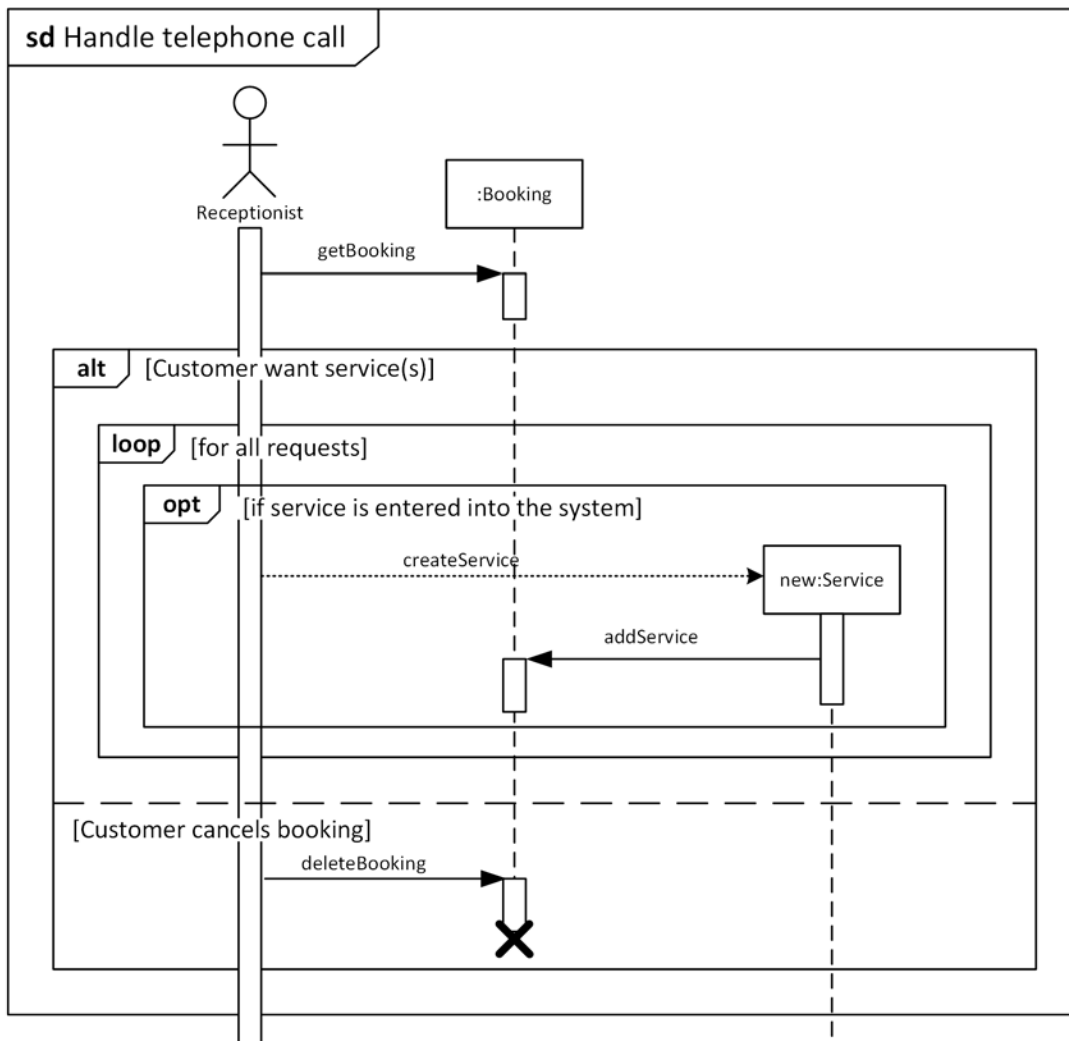 sd Handle telephone call
Receptionist
:Booking
getBooking
alt [Customer want service(s)]
loop [for all requests]
opt [if service is entered into the system]
createService
new:Service
addService
[Customer cancels booking]
deleteBooking